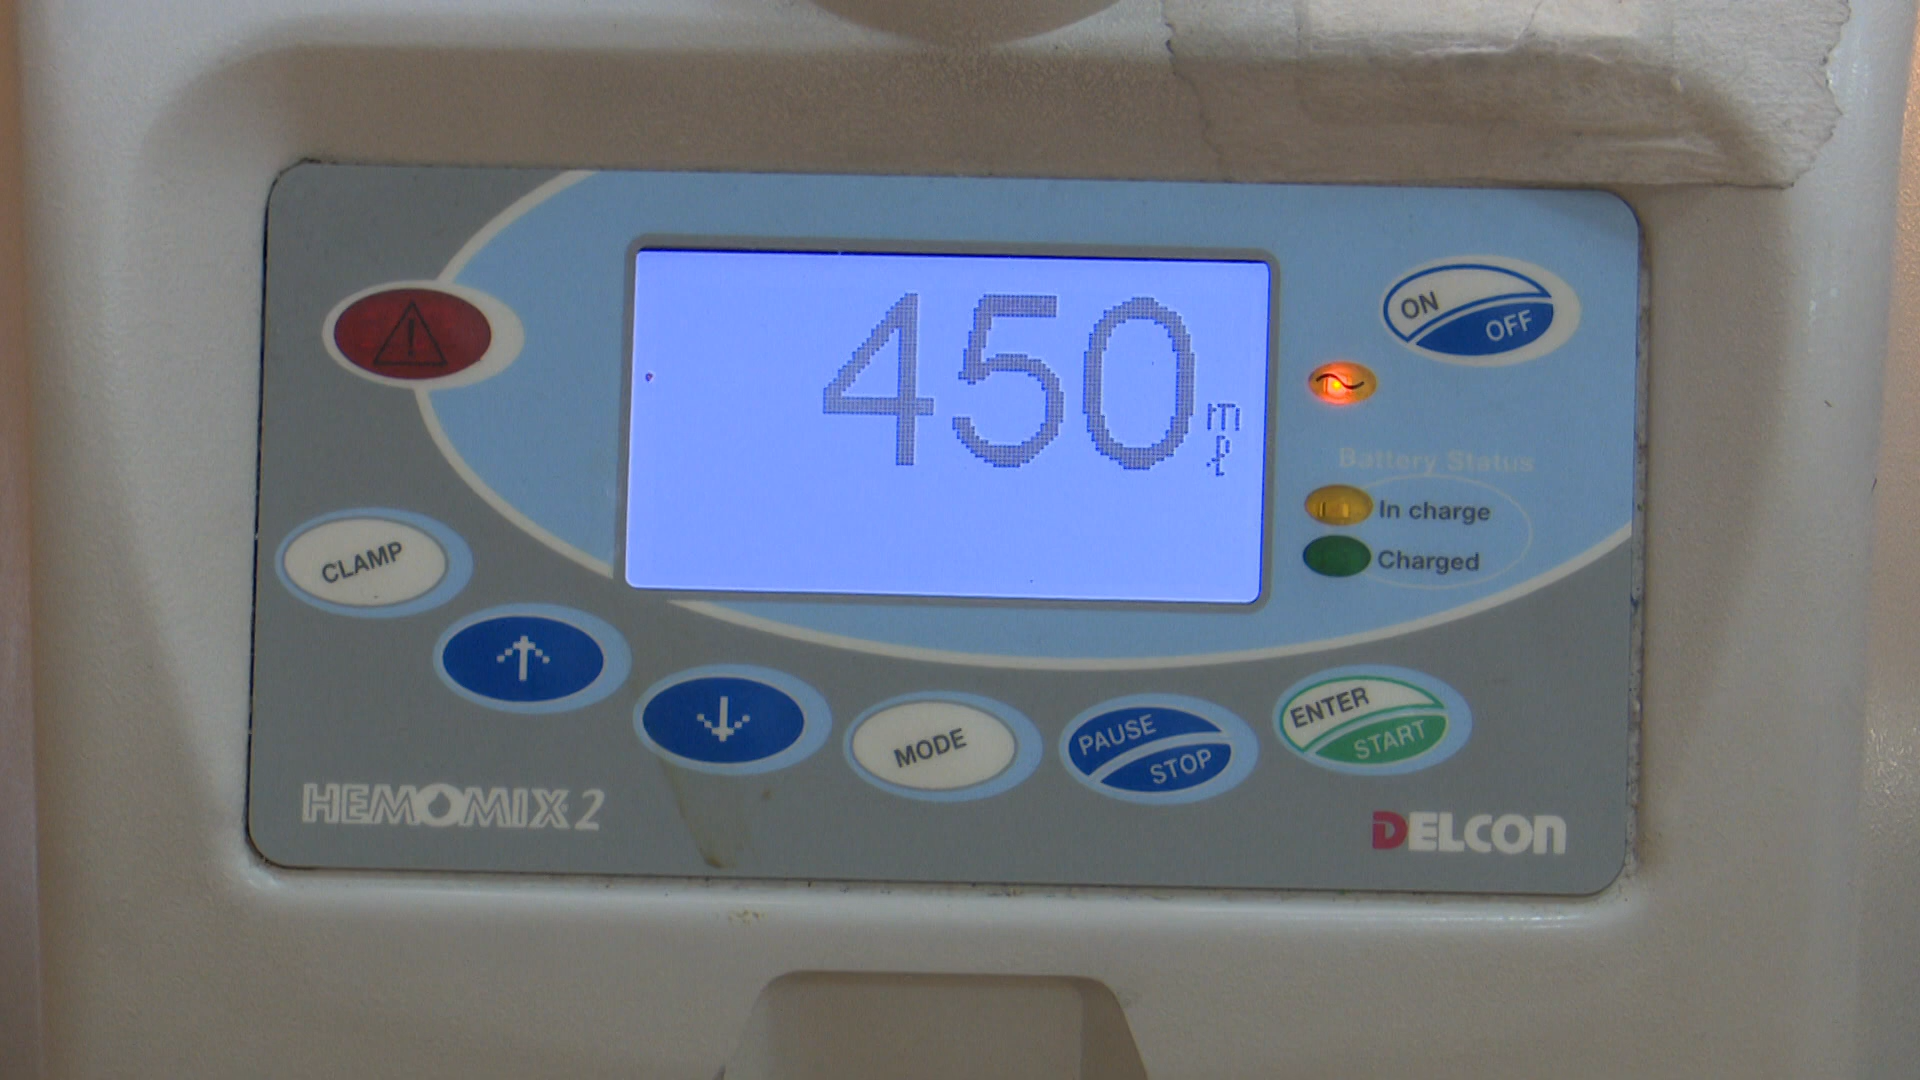 450 ml
ON
OFF
Battery Status
In charge
Charged
CLAMP
MODE
PAUSE
STOP
ENTER
START
HEMOMIX 2
DELCON